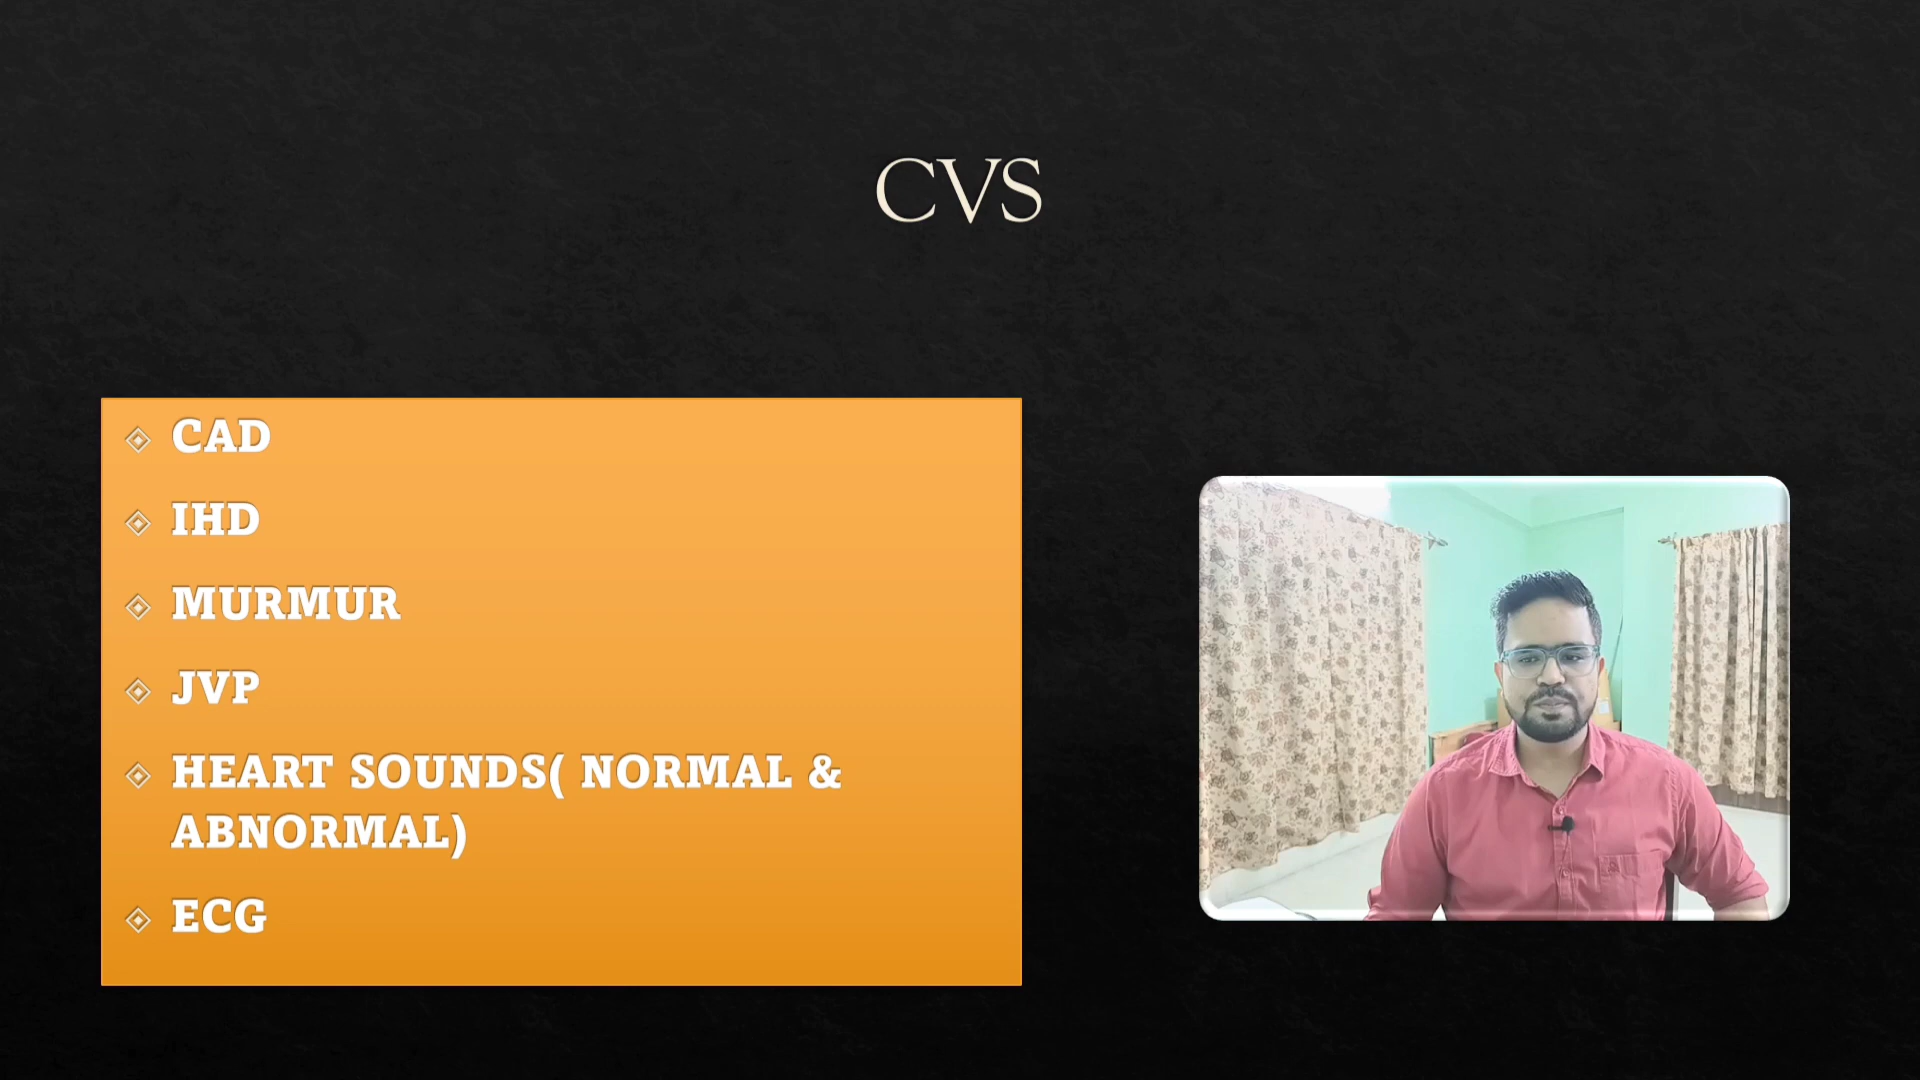 CVS
CAD
IHD
MURMUR
JVP
HEART SOUNDS( NORMAL &
ABNORMAL)
ECG